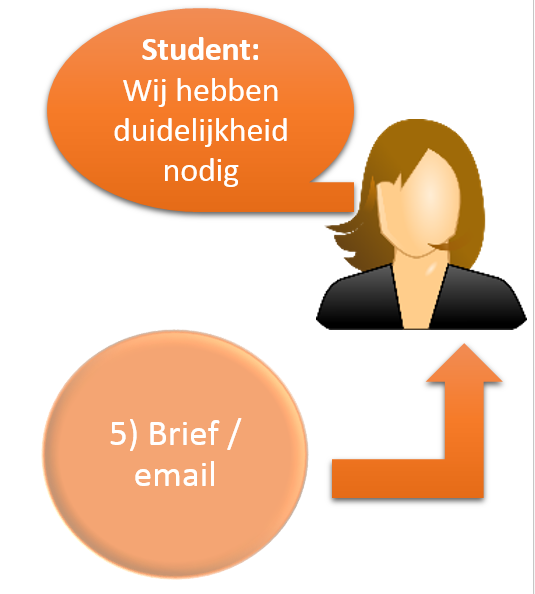 Student:
Wij hebben
duidelijkheid
nodig
5) Brief /
email